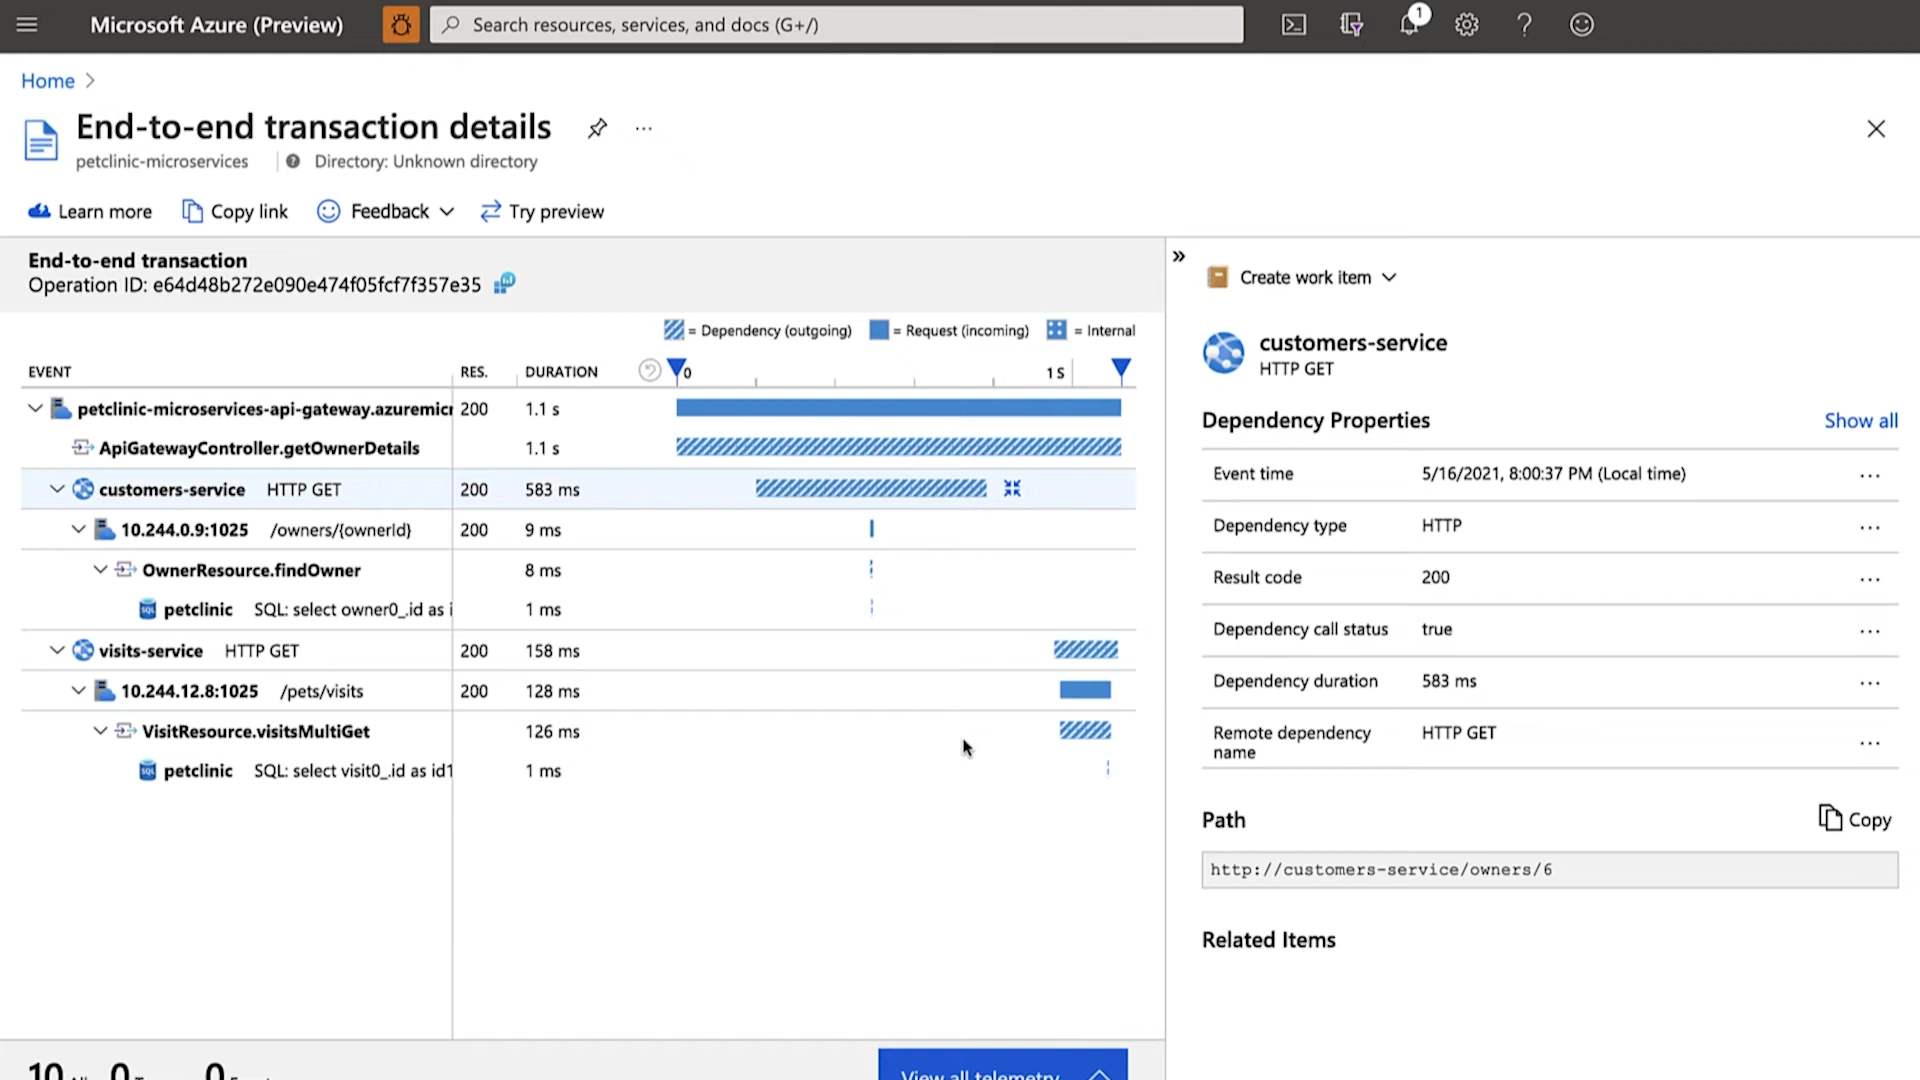 Microsoft Azure (Preview)
Search resources, services, and docs (G+/)
1
Home
End-to-end transaction details
petclinic-microservices
Directory: Unknown directory
Learn more
Copy link
Feedback
Try preview
End-to-end transaction
Operation ID: e64d48b272e090e474f05fcf7f357e35
= Dependency (outgoing) = Request (incoming) = Internal
EVENT RES. DURATION 0 1 S
petclinic-microservices-api-gateway.azuremicr 200 1.1 s
ApiGatewayController.getOwnerDetails 1.1 s
customers-service HTTP GET 200 583 ms
10.244.0.9:1025 /owners/{ownerId} 200 9 ms
OwnerResource.findOwner 8 ms
petclinic SQL: select owner0_.id as i 1 ms
visits-service HTTP GET 200 158 ms
10.244.12.8:1025 /pets/visits 200 128 ms
VisitResource.visitsMultiGet 126 ms
petclinic SQL: select visit0_.id as id1 1 ms
10 0 0
View all telemetry
Create work item
customers-service
HTTP GET
Dependency Properties
Show all
Event time 5/16/2021, 8:00:37 PM (Local time)
Dependency type HTTP
Result code 200
Dependency call status true
Dependency duration 583 ms
Remote dependency HTTP GET
name
Path
Copy
http://customers-service/owners/6
Related Items